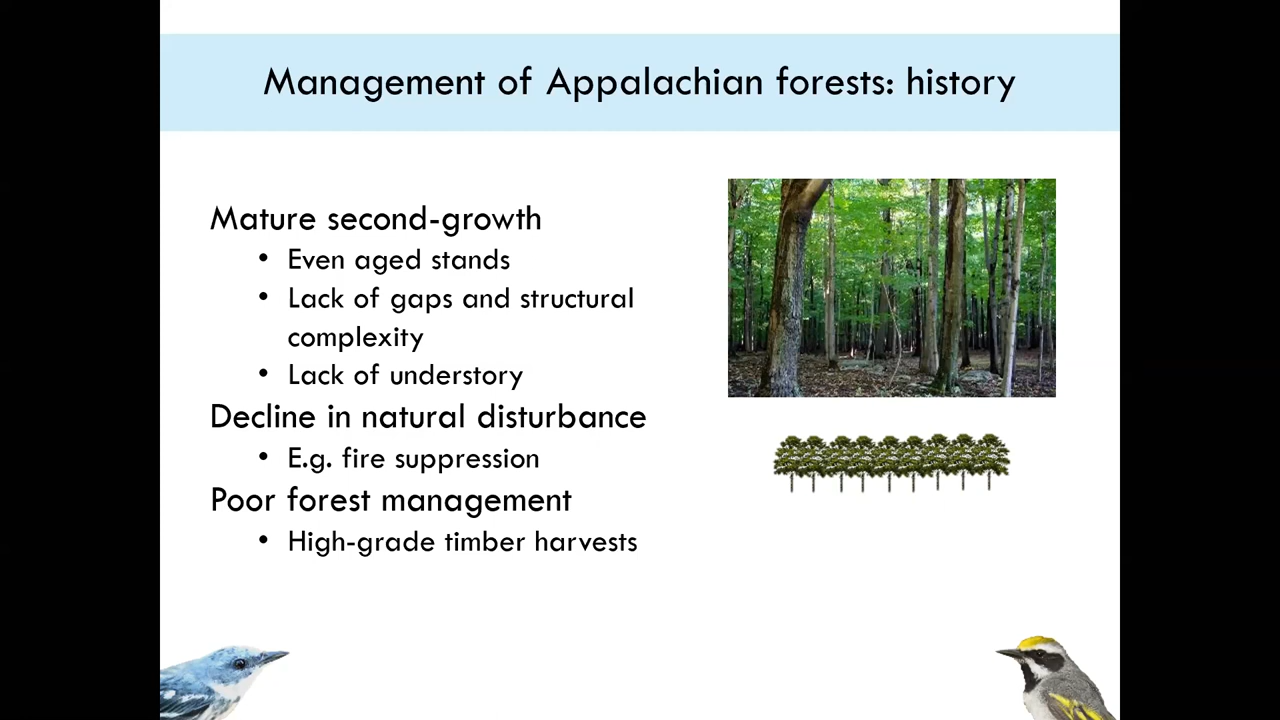 Management of Appalachian forests: history
Mature second-growth
• Even aged stands
• Lack of gaps and structural
complexity
• Lack of understory
Decline in natural disturbance
• E.g. fire suppression
Poor forest management
• High-grade timber harvests